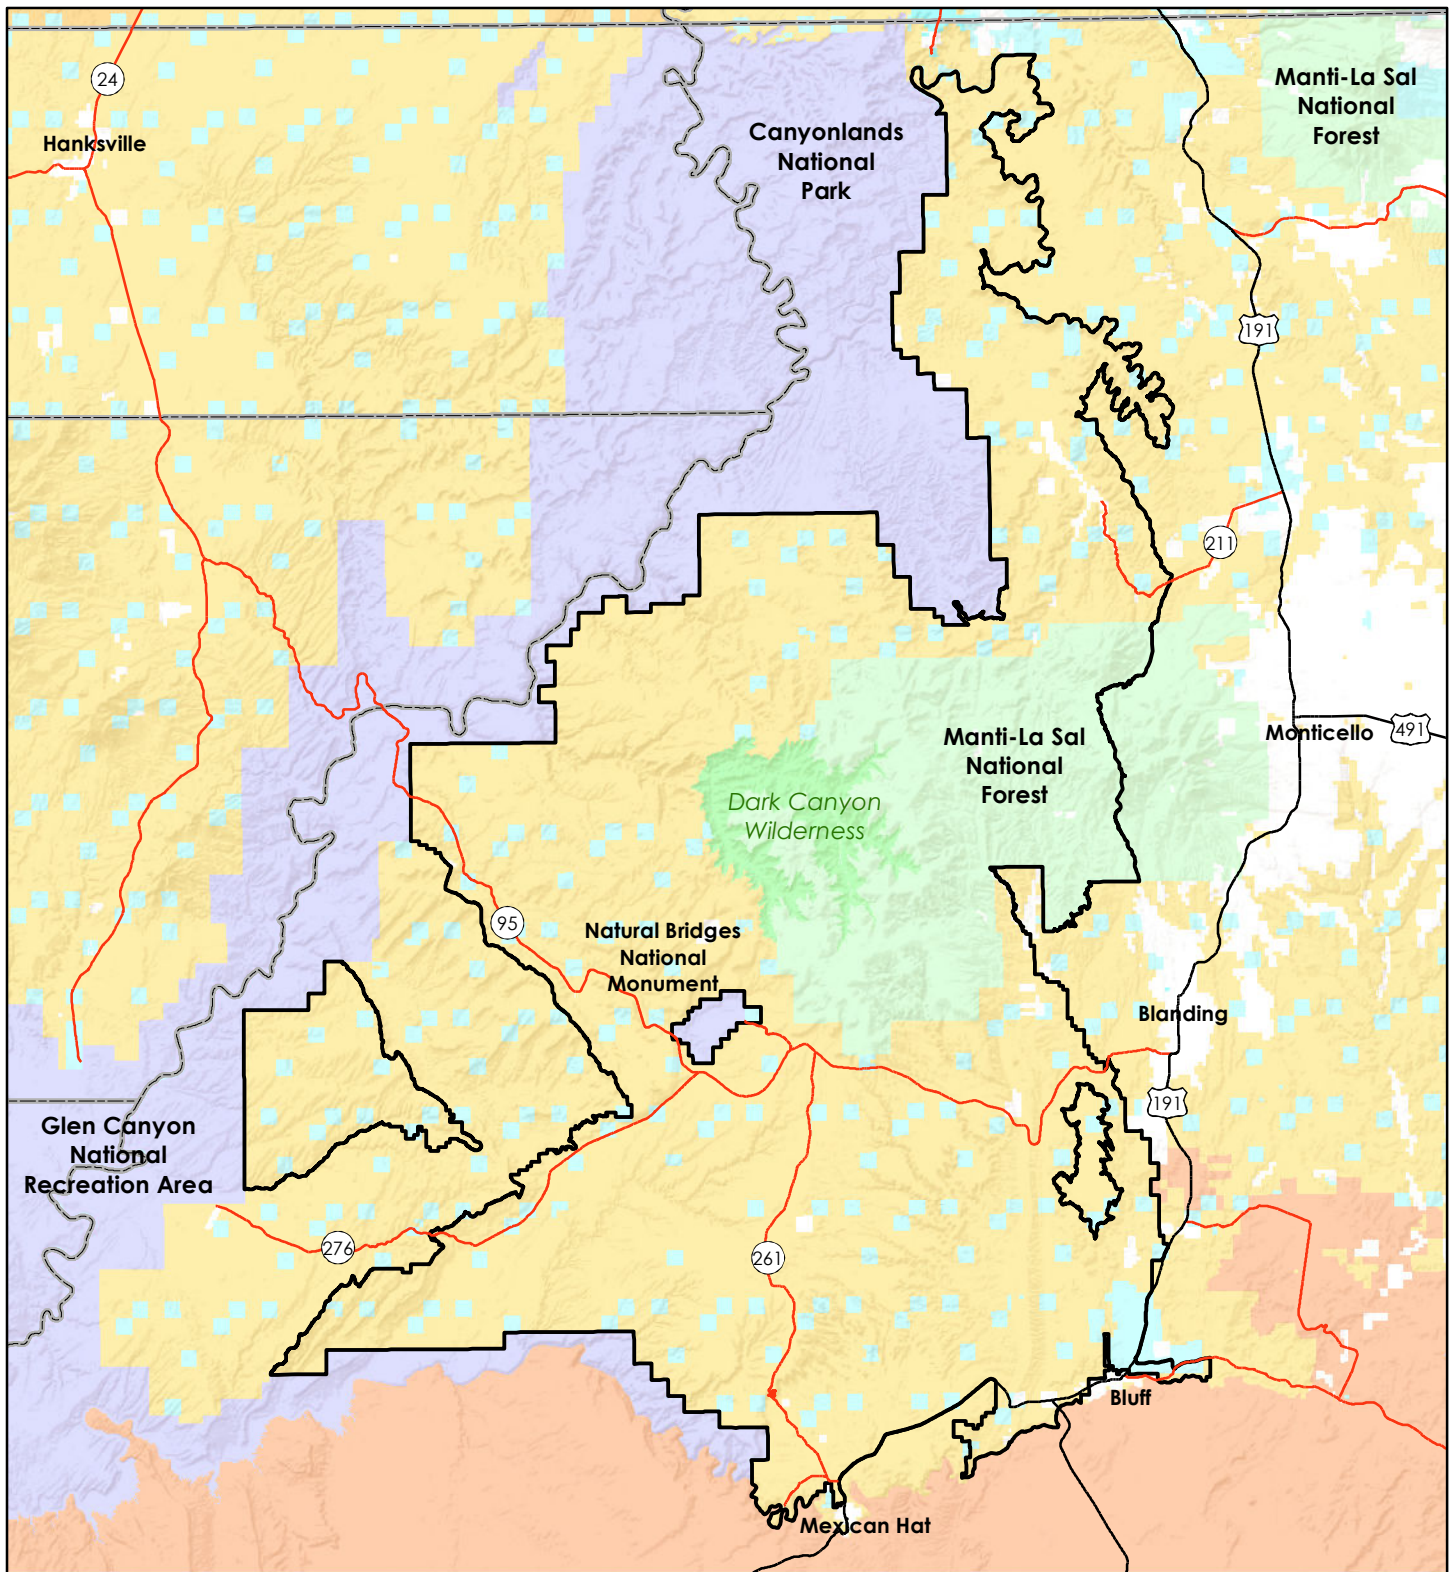 24
Hanksville
Canyonlands
National
Park
Manti-La Sal
National
Forest
191
211
Manti-La Sal
National
Forest
Monticello
491
Dark Canyon
Wilderness
95
Natural Bridges
National
Monument
Blanding
191
Glen Canyon
National
Recreation Area
276
261
Bluff
Mexican Hat